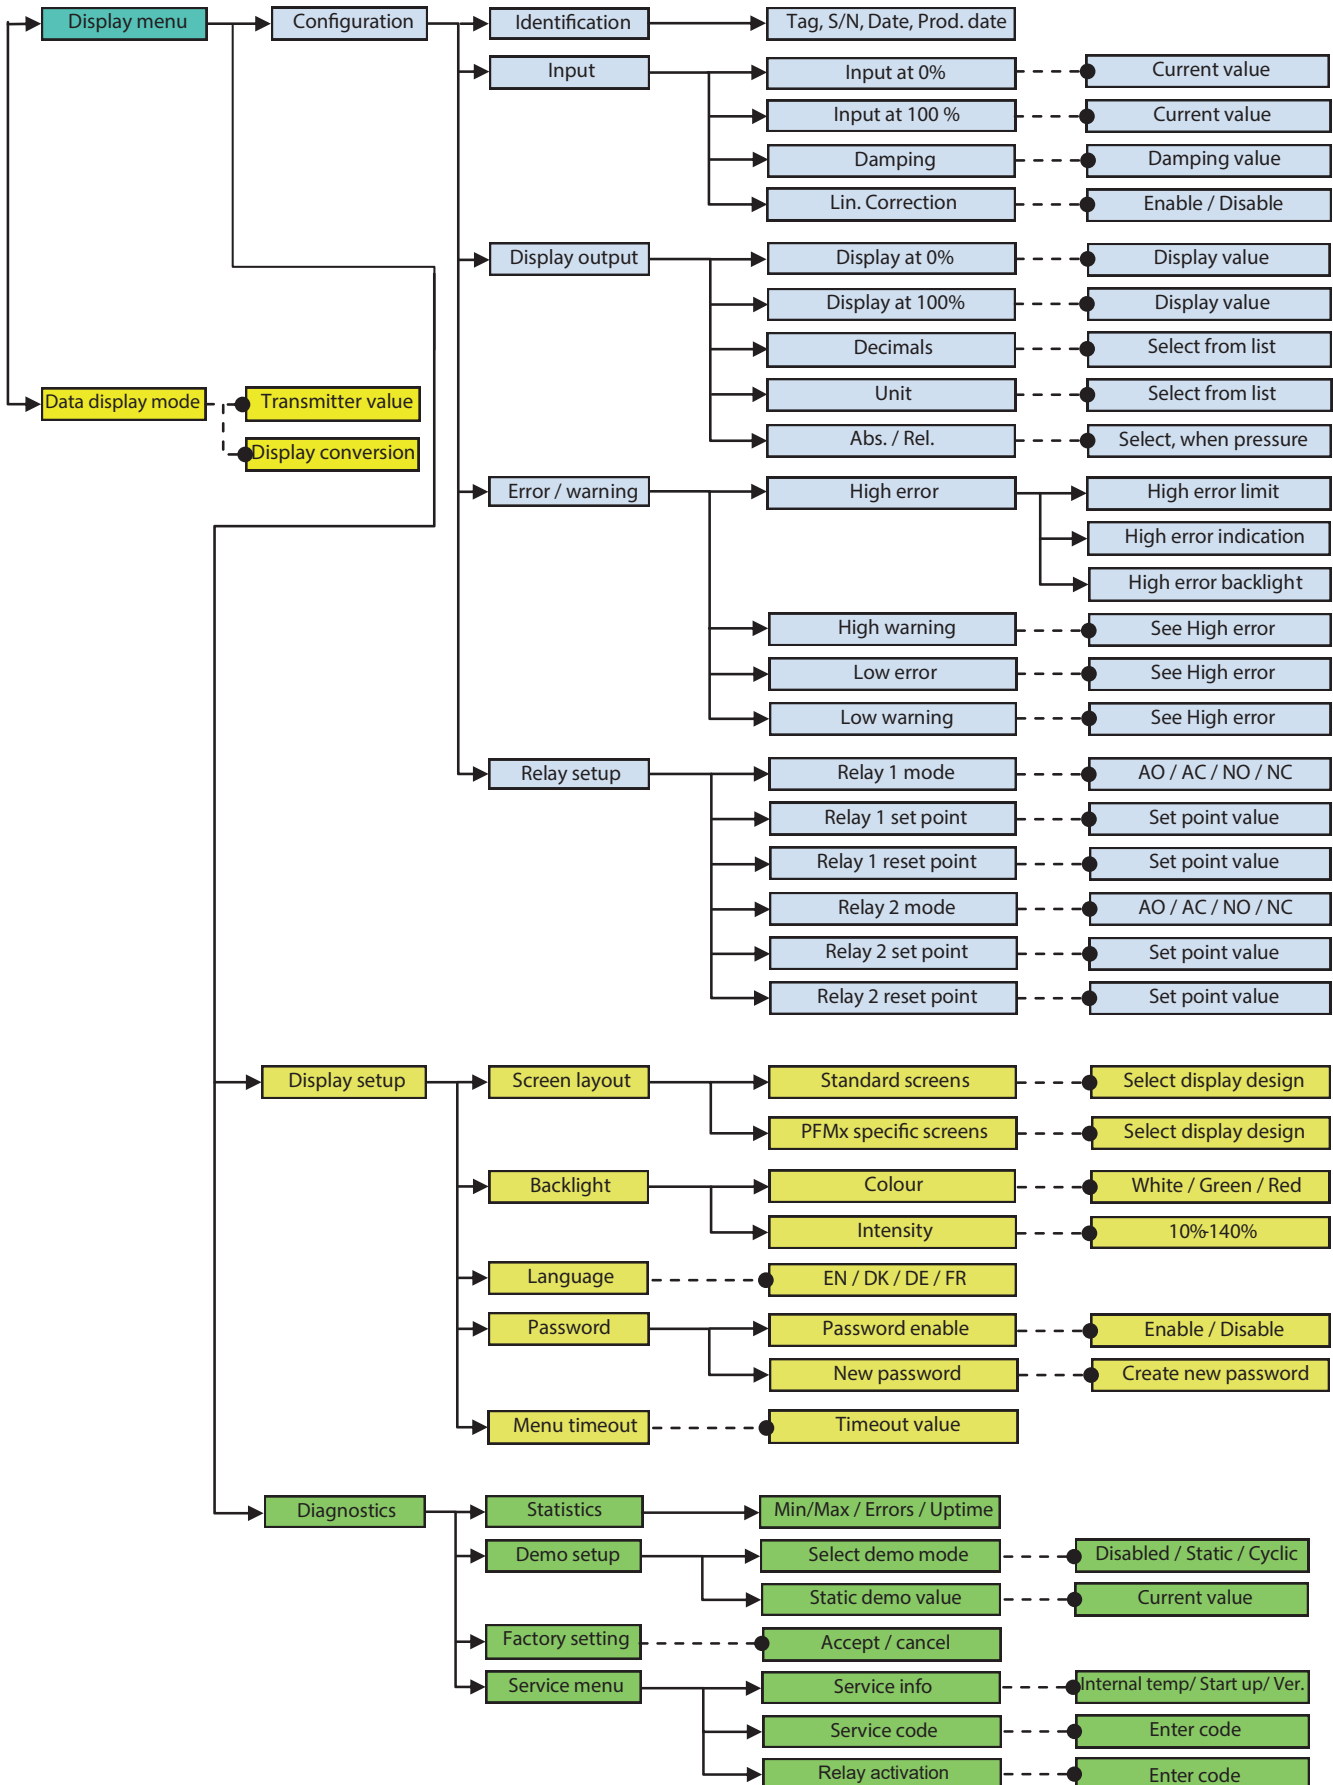 Display menu
Configuration
Identification
Tag, S/N, Date, Prod. date
Input
Input at 0%
Current value
Input at 100 %
Current value
Damping
Damping value
Lin. Correction
Enable / Disable
Display output
Display at 0%
Display value
Display at 100%
Display value
Decimals
Select from list
Unit
Select from list
Abs. / Rel.
Select, when pressure
Data display mode
Transmitter value
Display conversion
Error / warning
High error
High error limit
High error indication
High error backlight
High warning
See High error
Low error
See High error
Low warning
See High error
Relay setup
Relay 1 mode
AO / AC / NO / NC
Relay 1 set point
Set point value
Relay 1 reset point
Set point value
Relay 2 mode
AO / AC / NO / NC
Relay 2 set point
Set point value
Relay 2 reset point
Set point value
Display setup
Screen layout
Standard screens
Select display design
PFMx specific screens
Select display design
Backlight
Colour
White / Green / Red
Intensity
10%-140%
Language
EN / DK / DE / FR
Password
Password enable
Enable / Disable
New password
Create new password
Menu timeout
Timeout value
Diagnostics
Statistics
Min/Max / Errors / Uptime
Demo setup
Select demo mode
Disabled / Static / Cyclic
Static demo value
Current value
Factory setting
Accept / cancel
Service menu
Service info
Internal temp/ Start up/ Ver.
Service code
Enter code
Relay activation
Enter code